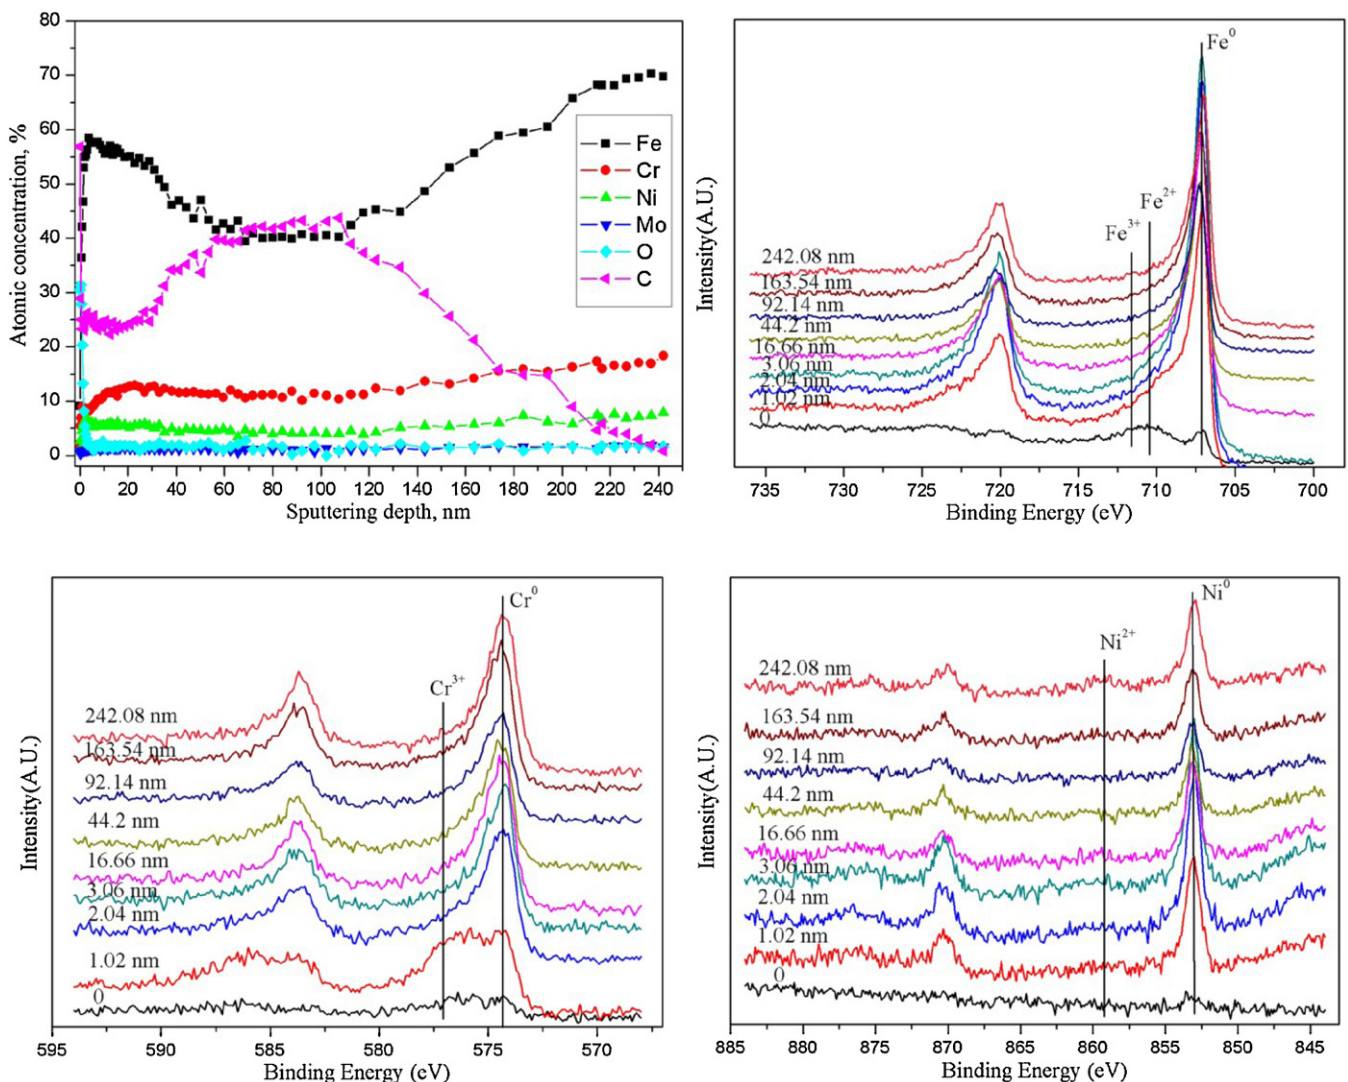 80
70
60
50
40
30
20
10
0
Atomic concentration, %
0 20 40 60 80 100 120 140 160 180 200 220 240
Sputtering depth, nm
Fe
Cr
Ni
Mo
O
C
Fe0
Fe2+
Fe3+
242.08 nm
163.54 nm
92.14 nm
44.2 nm
16.66 nm
3.06 nm
2.04 nm
1.02 nm
0
Intensity(A.U.)
735 730 725 720 715 710 705 700
Binding Energy (eV)
Cr0
Cr3+
242.08 nm
163.54 nm
92.14 nm
44.2 nm
16.66 nm
3.06 nm
2.04 nm
1.02 nm
0
Intensity(A.U.)
595 590 585 580 575 570
Binding Energy (eV)
Ni0
Ni2+
242.08 nm
163.54 nm
92.14 nm
44.2 nm
16.66 nm
3.06 nm
2.04 nm
1.02 nm
0
Intensity(A.U.)
885 880 875 870 865 860 855 850 845
Binding Energy (eV)